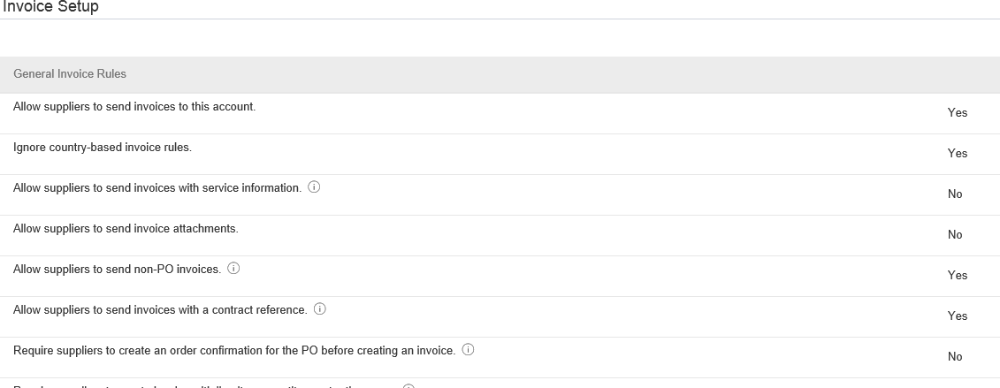 Invoice Setup
General Invoice Rules
Allow suppliers to send invoices to this account.
Yes
Ignore country-based invoice rules.
Yes
Allow suppliers to send invoices with service information.
No
Allow suppliers to send invoice attachments.
No
Allow suppliers to send non-PO invoices.
Yes
Allow suppliers to send invoices with a contract reference.
Yes
Require suppliers to create an order confirmation for the PO before creating an invoice.
No